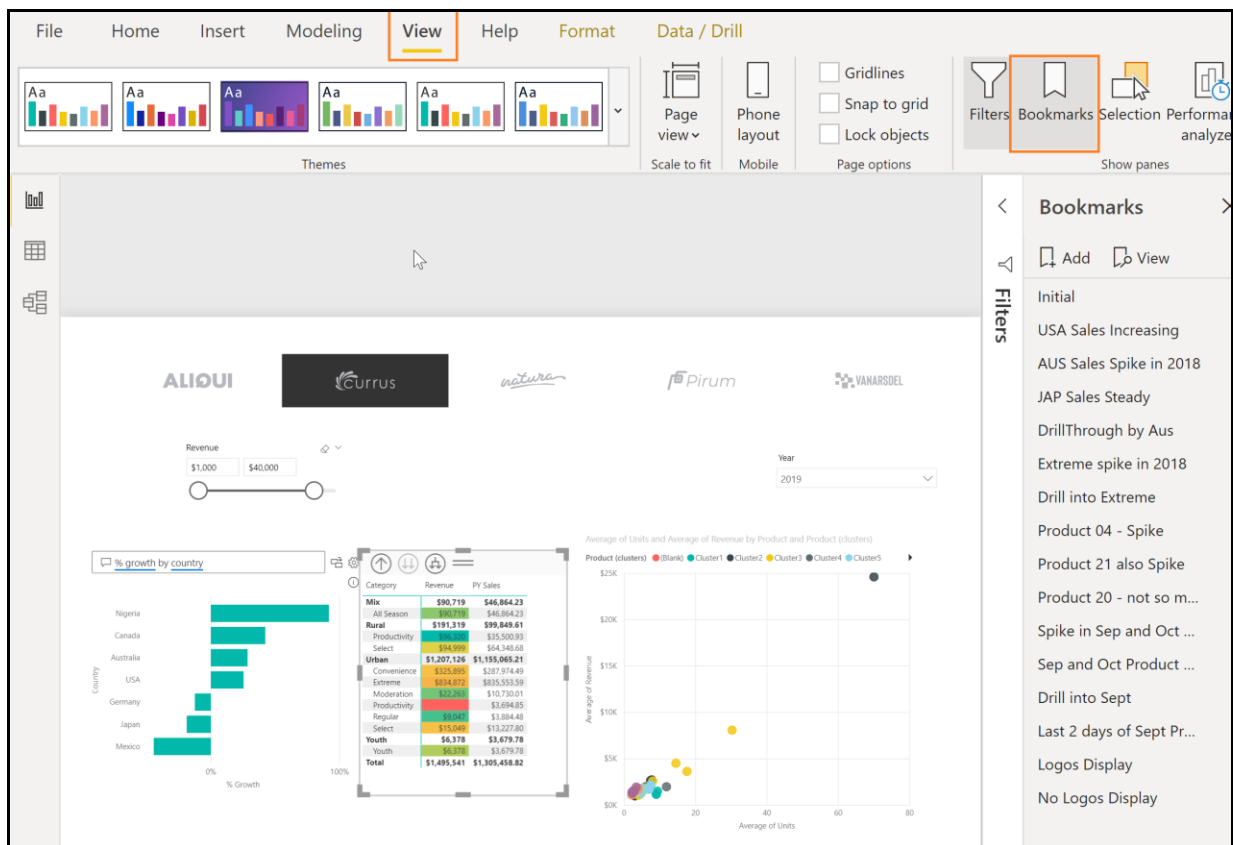 File Home Insert Modeling View Help Format Data / Drill
Aa Aa Aa Aa Aa Aa
Themes
Page view
Scale to fit
Phone layout
Mobile
Gridlines
Snap to grid
Lock objects
Page options
Filters Bookmarks Selection
Show panes
ALIQUI Currus natura Pirum VANARSDEL
Revenue
$1,000 $40,000
Year
2019
% growth by country
Nigeria
Canada
Australia
USA
Germany
Japan
Mexico
Country
0% 100%
% Growth
Category Revenue PY Sales
Mix $90,719 $46,864.23
All Season $90,719 $46,864.23
Rural $191,319 $99,849.61
Productivity $96,320 $35,500.93
Select $94,999 $64,348.68
Urban $1,207,126 $1,155,065.21
Convenience $325,895 $287,974.49
Extreme $834,872 $835,553.59
Moderation $22,263 $10,730.01
Productivity $3,694.85
Regular $9,047 $3,884.48
Select $15,049 $13,227.80
Youth $6,378 $3,679.78
Youth $6,378 $3,679.78
Total $1,495,541 $1,305,458.82
Average of Units and Average of Revenue by Product and Product (clusters)
Product (clusters) (Blank) Cluster1 Cluster2 Cluster3 Cluster4 Cluster5
$25K
$20K
$15K
$10K
$5K
$0K
Average of Revenue
0 20 40 60 80
Average of Units
Filters
Bookmarks
Add View
Initial
USA Sales Increasing
AUS Sales Spike in 2018
JAP Sales Steady
DrillThrough by Aus
Extreme spike in 2018
Drill into Extreme
Product 04 - Spike
Product 21 also Spike
Product 20 - not so m...
Spike in Sep and Oct ...
Sep and Oct Product ...
Drill into Sept
Last 2 days of Sept Pr...
Logos Display
No Logos Display